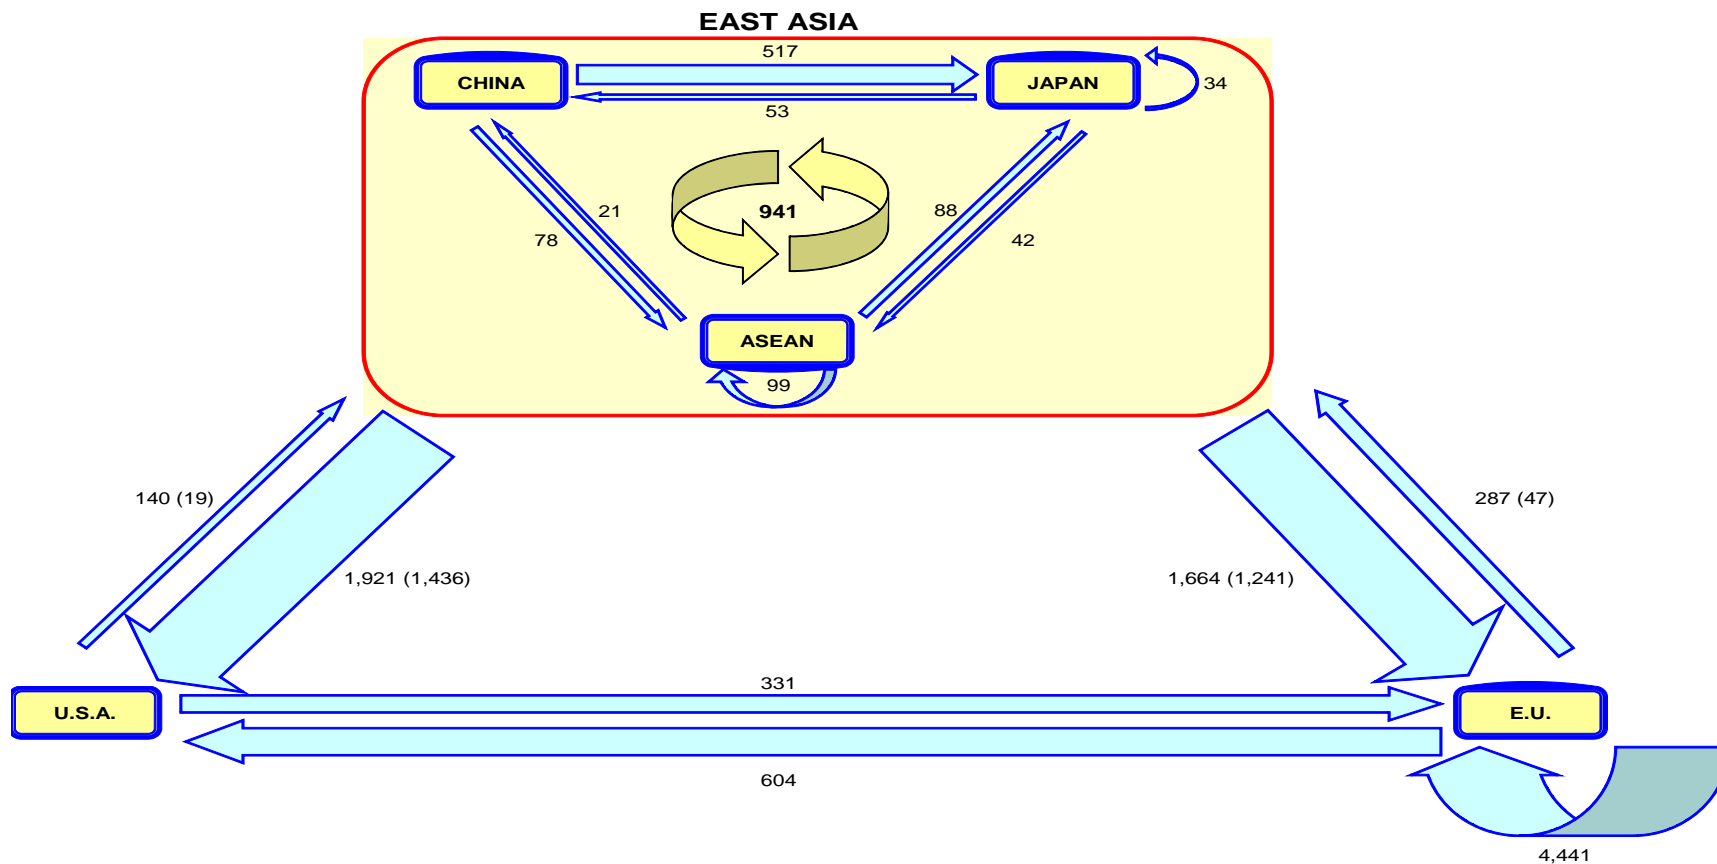 EAST ASIA
517
CHINA
JAPAN
34
53
21
941
88
78
42
ASEAN
99
140 (19)
287 (47)
1,921 (1,436)
1,664 (1,241)
331
U.S.A.
E.U.
604
4,441